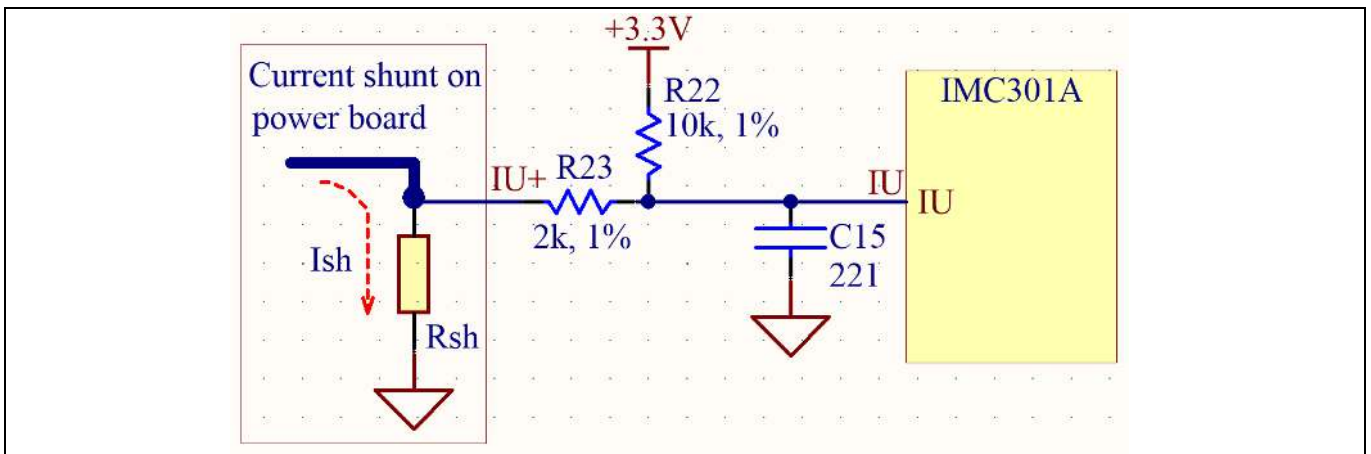 +3.3V
Current shunt on
power board
R22
10k, 1%
IMC301A
IU+
R23
IU
IU
2k, 1%
C15
221
Ish
Rsh